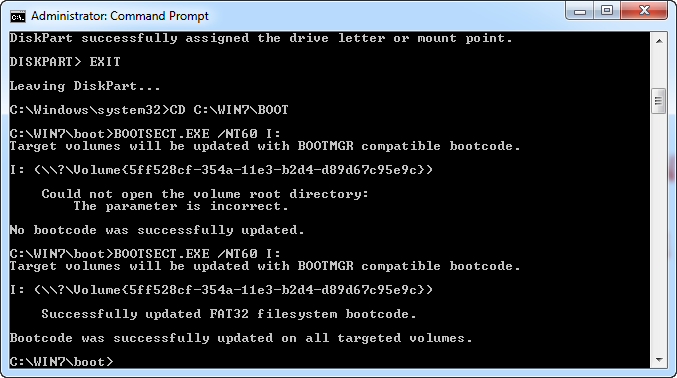 Administrator: Command Prompt
DiskPart successfully assigned the drive letter or mount point.
DISKPART> EXIT
Leaving DiskPart...
C:\Windows\system32>CD C:\WIN7\BOOT
C:\WIN7\boot>BOOTSECT.EXE /NT60 I:
Target volumes will be updated with BOOTMGR compatible bootcode.
I: (\\?\Volume{5ff528cf-354a-11e3-b2d4-d89d67c95e9c})
Could not open the volume root directory:
The parameter is incorrect.
No bootcode was successfully updated.
C:\WIN7\boot>BOOTSECT.EXE /NT60 I:
Target volumes will be updated with BOOTMGR compatible bootcode.
I: (\\?\Volume{5ff528cf-354a-11e3-b2d4-d89d67c95e9c})
Successfully updated FAT32 filesystem bootcode.
Bootcode was successfully updated on all targeted volumes.
C:\WIN7\boot>